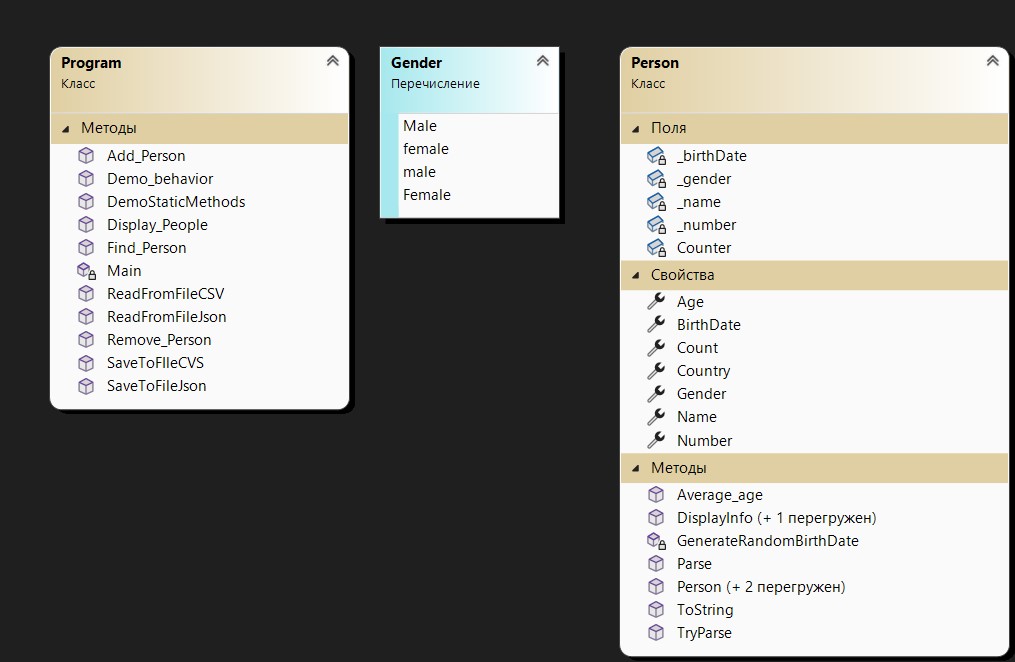 Program
Класс
Методы
Add_Person
Demo_behavior
DemoStaticMethods
Display_People
Find_Person
Main
ReadFromFileCSV
ReadFromFileJson
Remove_Person
SaveToFIleCVS
SaveToFileJson
Gender
Перечисление
Male
female
male
Female
Person
Класс
Поля
_birthDate
_gender
_name
_number
Counter
Свойства
Age
BirthDate
Count
Country
Gender
Name
Number
Методы
Average_age
DisplayInfo (+ 1 перегружен)
GenerateRandomBirthDate
Parse
Person (+ 2 перегружен)
ToString
TryParse